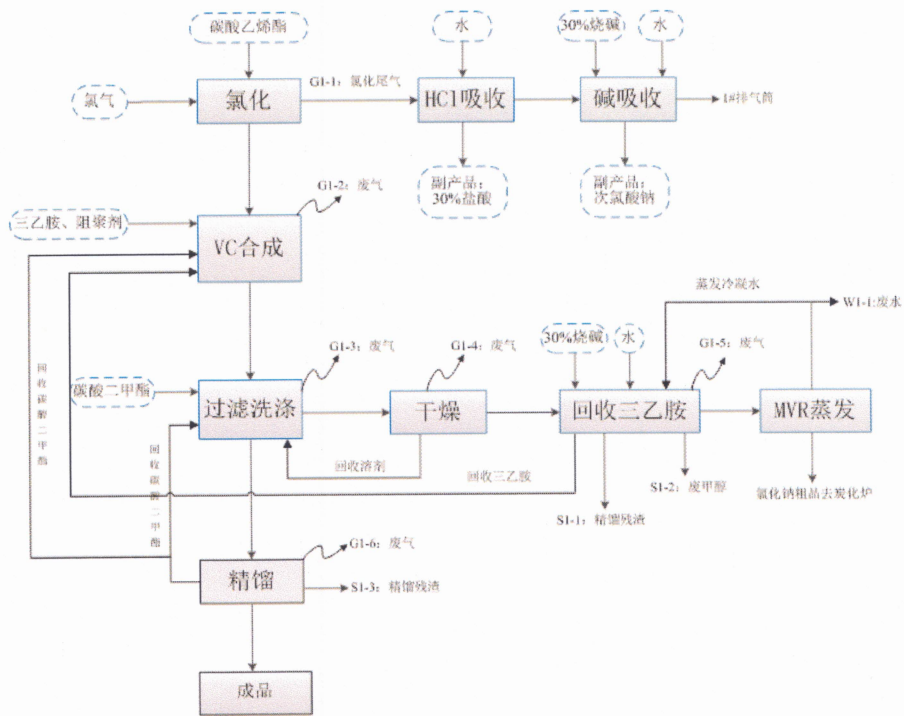 碳酸乙烯酯
水
30%烧碱
水
氯气
氯化
G1-1：氯化尾气
HCl吸收
碱吸收
1#排气筒
G1-2：废气
副产品：
30%盐酸
副产品：
次氯酸钠
三乙胺、阻聚剂
VC合成
蒸发冷凝水
W1-1:废水
G1-3：废气
G1-4：废气
30%烧碱
水
G1-5：废气
碳酸二甲酯
过滤洗涤
干燥
回收三乙胺
MVR蒸发
回收碳酸二甲酯
回收碳酸二甲酯
回收溶剂
回收三乙胺
S1-2：废甲醇
氯化钠粗品去炭化炉
S1-1：精馏残渣
G1-6：废气
精馏
S1-3：精馏残渣
成品